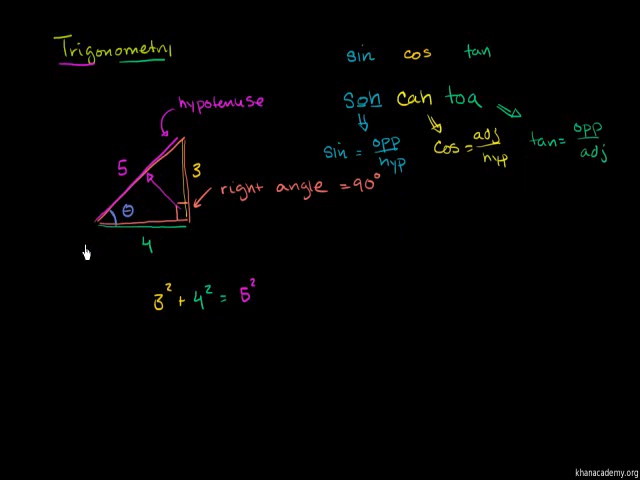 Trigonometry
sin cos tan
hypotenuse
soh cah toa
sin = opp/hyp
cos = adj/hyp
tan = opp/adj
5
3
θ
right angle = 90°
4
3² + 4² = 5²
khanacademy.org